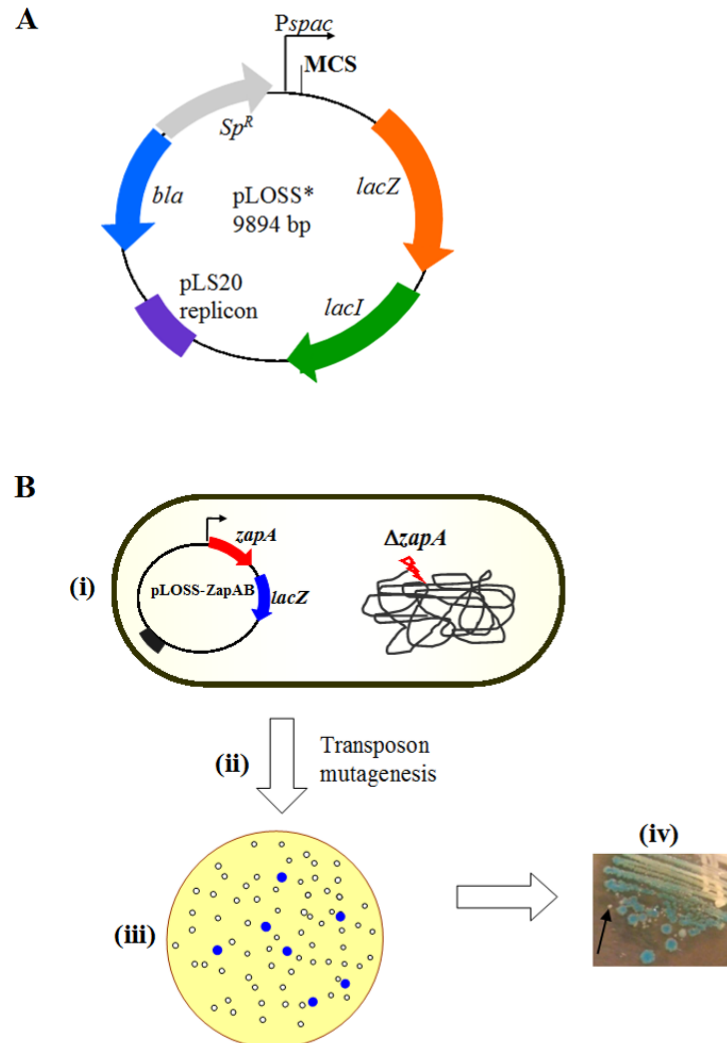 A
Pspac
MCS
Sp^R
bla
lacZ
pLOSS*
9894 bp
pLS20
replicon
lacI
B
zapA
ΔzapA
(i)
pLOSS-ZapAB
lacZ
(ii)
Transposon
mutagenesis
(iv)
(iii)